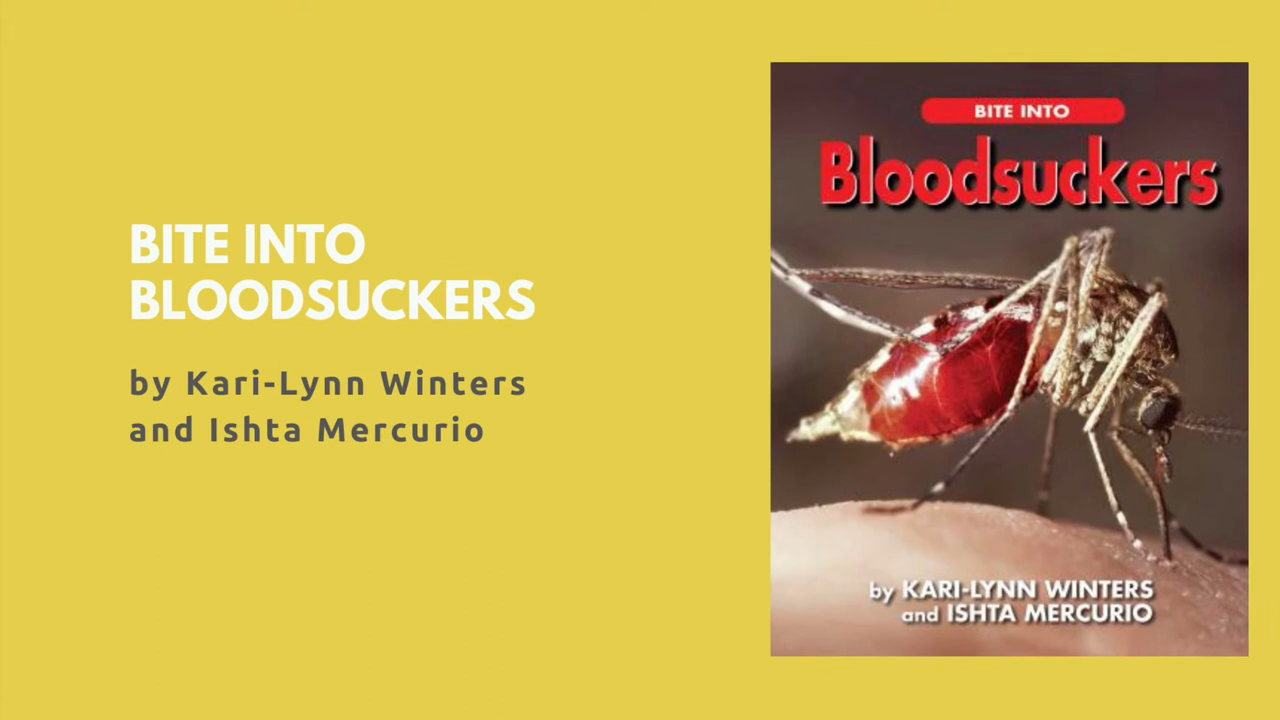 BITE INTO
BLOODSUCKERS
by Kari-Lynn Winters
and Ishta Mercurio
BITE INTO
Bloodsuckers
by KARI-LYNN WINTERS
and ISHTA MERCURIO